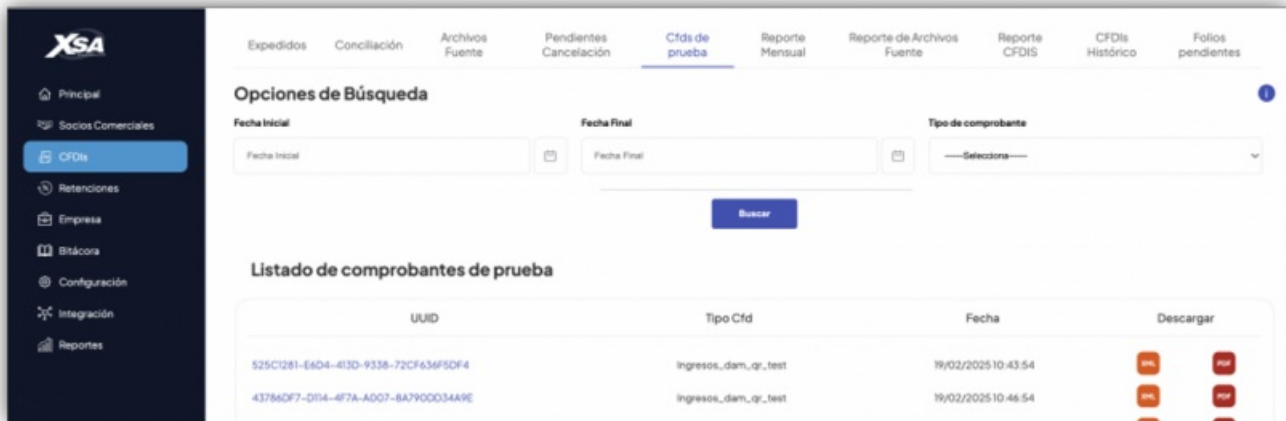 XSA
Principal
Socios Comerciales
CFDIs
Retenciones
Empresa
Bitácora
Configuración
Integración
Reportes
Expedidos
Conciliación
Archivos
Fuente
Pendientes
Cancelación
Cfds de
prueba
Reporte
Mensual
Reporte de Archivos
Fuente
Reporte
CFDIS
CFDIs
Histórico
Folios
pendientes
Opciones de Búsqueda
i
Fecha Inicial
Fecha Final
Tipo de comprobante
Fecha Inicial
Fecha Final
-----Selecciona-----
Buscar
Listado de comprobantes de prueba
UUID
Tipo Cfd
Fecha
Descargar
525C1281-E6D4-413D-9338-72CF636F5DF4
Ingresos_dam_qr_test
19/02/2025 10:43:54
XML
PDF
43786DF7-D114-4F7A-A007-8A790DD34A9E
Ingresos_dam_qr_test
19/02/2025 10:46:54
XML
PDF